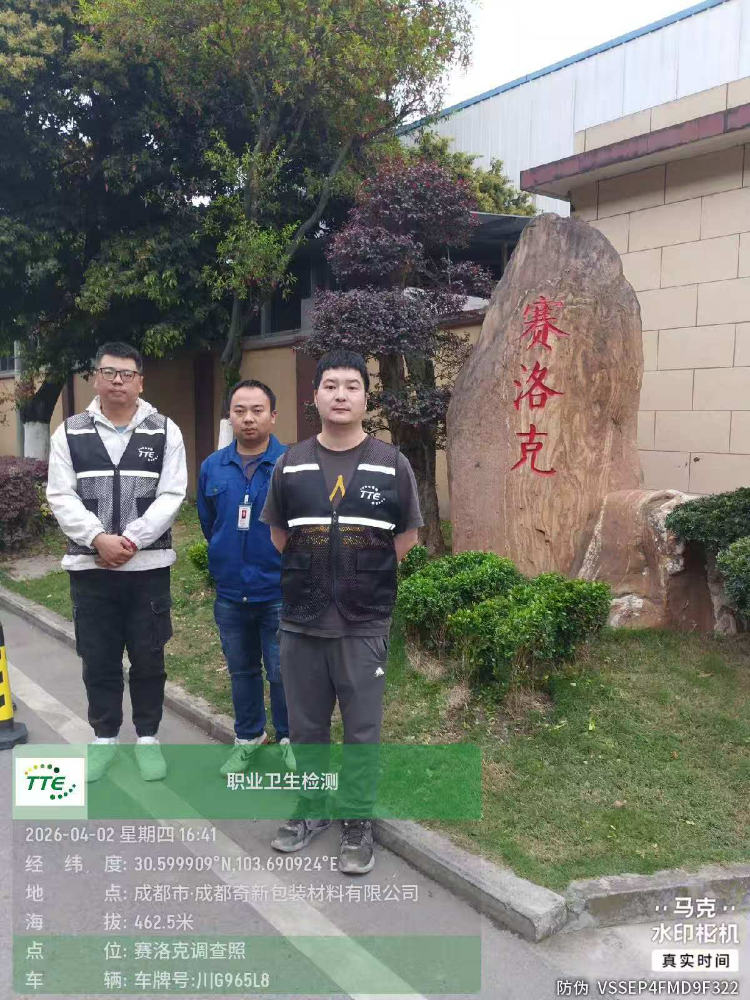 赛洛克
TTE
TTE
TTE
职业卫生检测
2026-04-02 星期四 16:41
经纬度: 30.599909°N,103.690924°E
地点: 成都市·成都奇新包装材料有限公司
海拔: 462.5米
点位: 赛洛克调查照
车辆: 车牌号:川G965L8
马克
水印相机
真实时间
防伪 VSSEP4FMD9F322